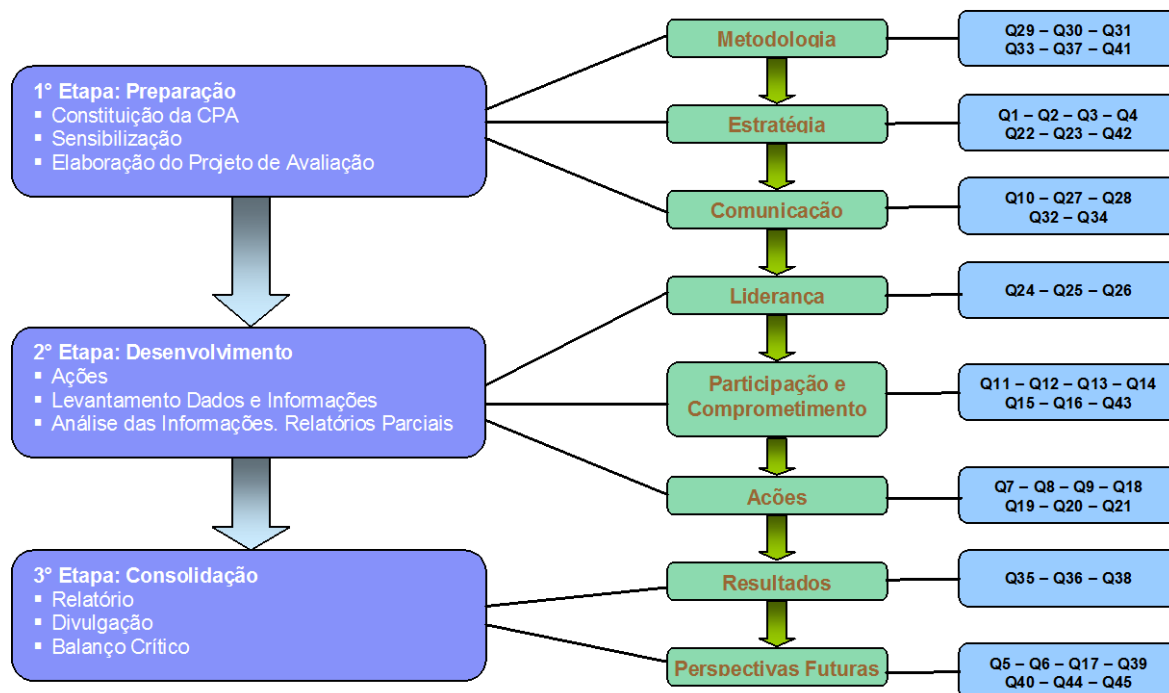 1° Etapa: Preparação
▪ Constituição da CPA
▪ Sensibilização
▪ Elaboração do Projeto de Avaliação
2° Etapa: Desenvolvimento
▪ Ações
▪ Levantamento Dados e Informações
▪ Análise das Informações. Relatórios Parciais
3° Etapa: Consolidação
▪ Relatório
▪ Divulgação
▪ Balanço Crítico
Metodologia
Q29 – Q30 – Q31
Q33 – Q37 – Q41
Estratégia
Q1 – Q2 – Q3 – Q4
Q22 – Q23 – Q42
Comunicação
Q10 – Q27 – Q28
Q32 – Q34
Liderança
Q24 – Q25 – Q26
Participação e
Comprometimento
Q11 – Q12 – Q13 – Q14
Q15 – Q16 – Q43
Ações
Q7 – Q8 – Q9 – Q18
Q19 – Q20 – Q21
Resultados
Q35 – Q36 – Q38
Perspectivas Futuras
Q5 – Q6 – Q17 – Q39
Q40 – Q44 – Q45